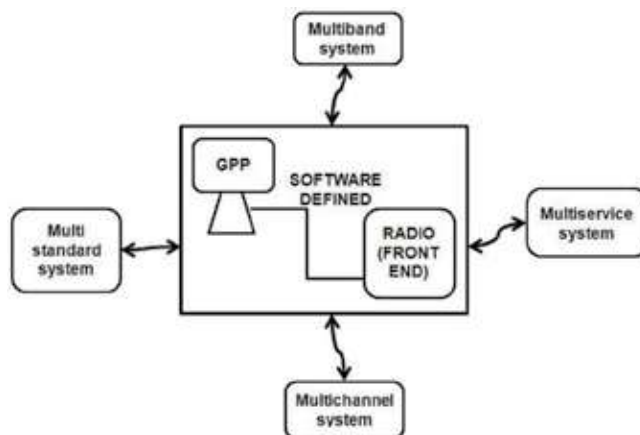 Multiband
system
GPP
SOFTWARE
DEFINED
RADIO
(FRONT
END)
Multi
standard
system
Multiservice
system
Multichannel
system